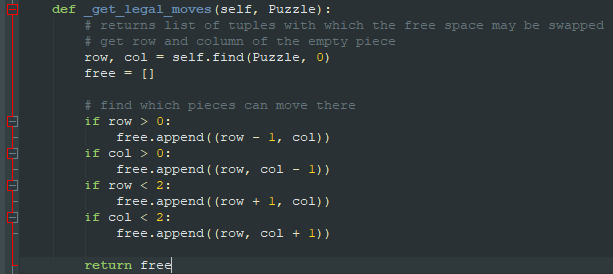 def _get_legal_moves(self, Puzzle):
    # returns list of tuples with which the free space may be swapped
    # get row and column of the empty piece
    row, col = self.find(Puzzle, 0)
    free = []
    # find which pieces can move there
    if row > 0:
        free.append((row - 1, col))
    if col > 0:
        free.append((row, col - 1))
    if row < 2:
        free.append((row + 1, col))
    if col < 2:
        free.append((row, col + 1))
    return free